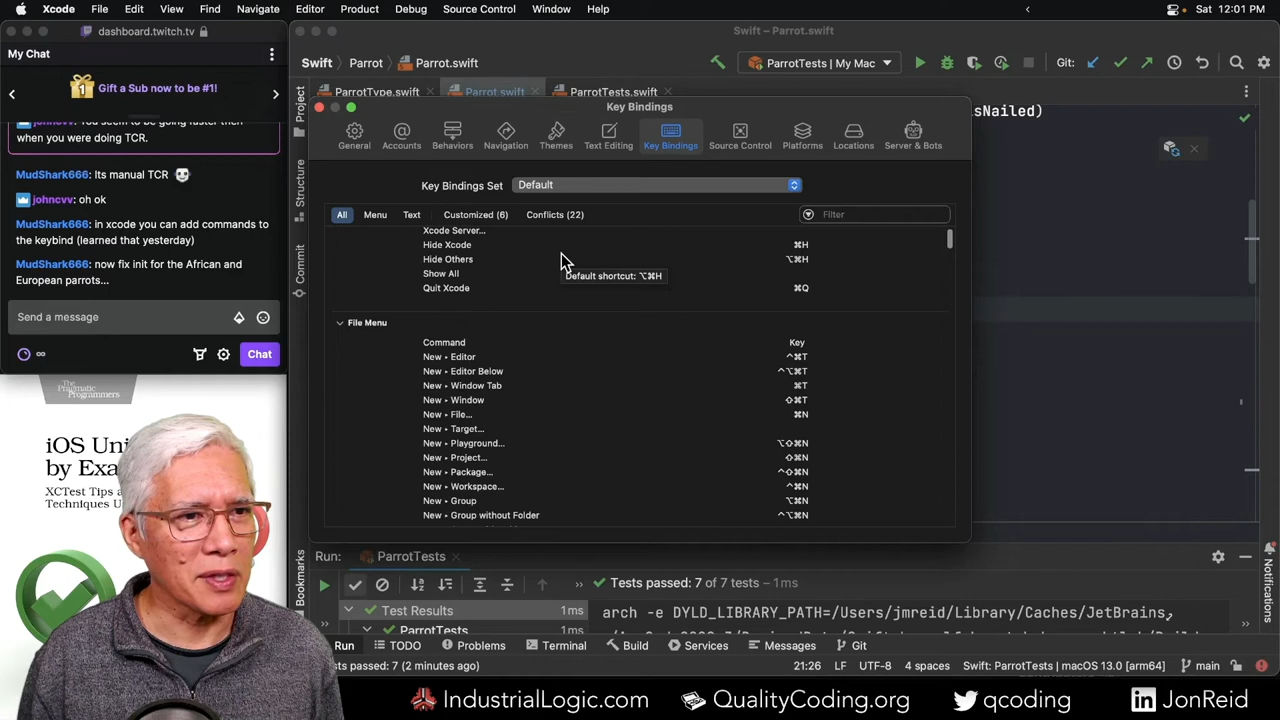 Xcode File Edit View Find Navigate Editor Product Debug Source Control Window Help
Sat 12:01 PM
dashboard.twitch.tv
My Chat
1 Gift a Sub now to be #1!
when you were doing TCR.
MudShark666: Its manual TCR
johncvv: oh ok
MudShark666: in xcode you can add commands to
the keybind (learned that yesterday)
MudShark666: now fix init for the African and
European parrots...
Send a message
Chat
The
Pragmatic
Programmers
iOS Uni
by Exa
XCTest Tips a
Techniques U
Swift – Parrot.swift
Swift Parrot Parrot.swift
ParrotTests | My Mac
Git:
ParrotType.swift Parrot.swift ParrotTests.swift
sNailed)
Project
Structure
Commit
Bookmarks
Notifications
Key Bindings
General Accounts Behaviors Navigation Themes Text Editing Key Bindings Source Control Platforms Locations Server & Bots
Key Bindings Set Default
All Menu Text Customized (6) Conflicts (22) Filter
Xcode Server...
Hide Xcode ⌘H
Hide Others ⌥⌘H
Default shortcut: ⌥⌘H
Show All
Quit Xcode ⌘Q
File Menu
Command Key
New ▸ Editor ^⌘T
New ▸ Editor Below ^⌥⌘T
New ▸ Window Tab ⌘T
New ▸ Window ⇧⌘T
New ▸ File... ⌘N
New ▸ Target...
New ▸ Playground... ⌥⇧⌘N
New ▸ Project... ⇧⌘N
New ▸ Package... ^⇧⌘N
New ▸ Workspace... ^⌘N
New ▸ Group ⌥⌘N
New ▸ Group without Folder ^⌥⌘N
Run: ParrotTests
Tests passed: 7 of 7 tests – 1ms
Test Results 1ms
ParrotTests 1ms
arch -e DYLD_LIBRARY_PATH=/Users/jmreid/Library/Caches/JetBrains
Run TODO Problems Terminal Build Services Messages Git
sts passed: 7 (2 minutes ago)
21:26 LF UTF-8 4 spaces Swift: ParrotTests | macOS 13.0 [arm64] main
IndustrialLogic.com QualityCoding.org qcoding JonReid